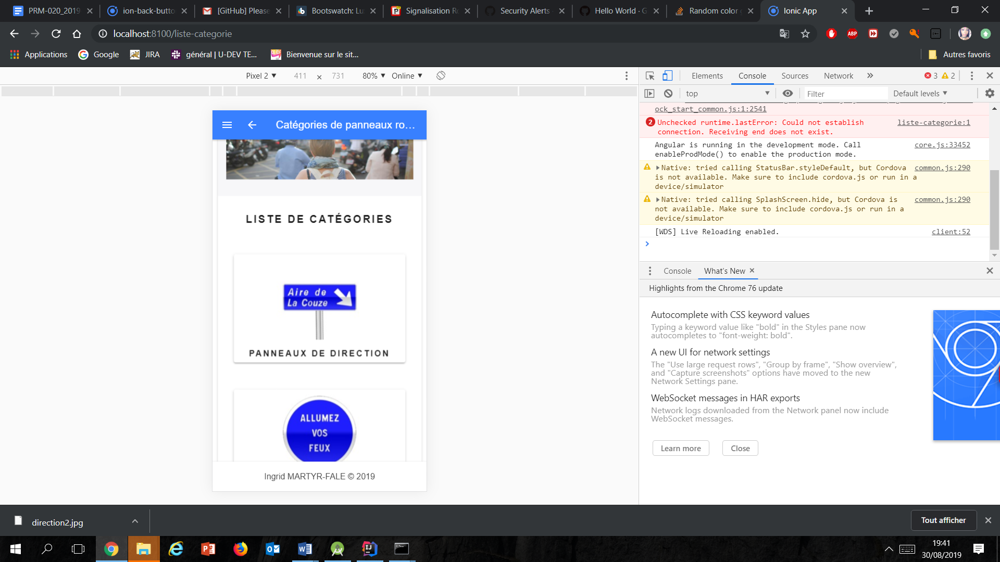 PRM-020_2019
ion-back-butto
[GitHub] Please
Bootswatch: Lu
Signalisation Ro
Security Alerts
Hello World · G
Random color g
Ionic App
localhost:8100/liste-categorie
ABP
Applications
Google
JIRA
général | U-DEV TE...
Bienvenue sur le sit...
Autres favoris
Pixel 2 ▼ 411 × 731 80% ▼ Online ▼
Elements Console Sources Network » 3 2
top ▼ Filter Default levels ▼
Catégories de panneaux ro...
LISTE DE CATÉGORIES
Aire de
La Couze
PANNEAUX DE DIRECTION
ALLUMEZ
VOS
FEUX
Ingrid MARTYR-FALE © 2019
ock_start_common.js:1:2541
2 Unchecked runtime.lastError: Could not establish liste-categorie:1
connection. Receiving end does not exist.
Angular is running in the development mode. Call core.js:33452
enableProdMode() to enable the production mode.
Native: tried calling StatusBar.styleDefault, but Cordova common.js:290
is not available. Make sure to include cordova.js or run in a
device/simulator
Native: tried calling SplashScreen.hide, but Cordova is common.js:290
not available. Make sure to include cordova.js or run in a
device/simulator
[WDS] Live Reloading enabled. client:52
Console What's New ×
Highlights from the Chrome 76 update
Autocomplete with CSS keyword values
Typing a keyword value like "bold" in the Styles pane now
autocompletes to "font-weight: bold".
A new UI for network settings
The "Use large request rows", "Group by frame", "Show overview",
and "Capture screenshots" options have moved to the new
Network Settings pane.
WebSocket messages in HAR exports
Network logs downloaded from the Network panel now include
WebSocket messages.
Learn more Close
direction2.jpg
Tout afficher
19:41
30/08/2019